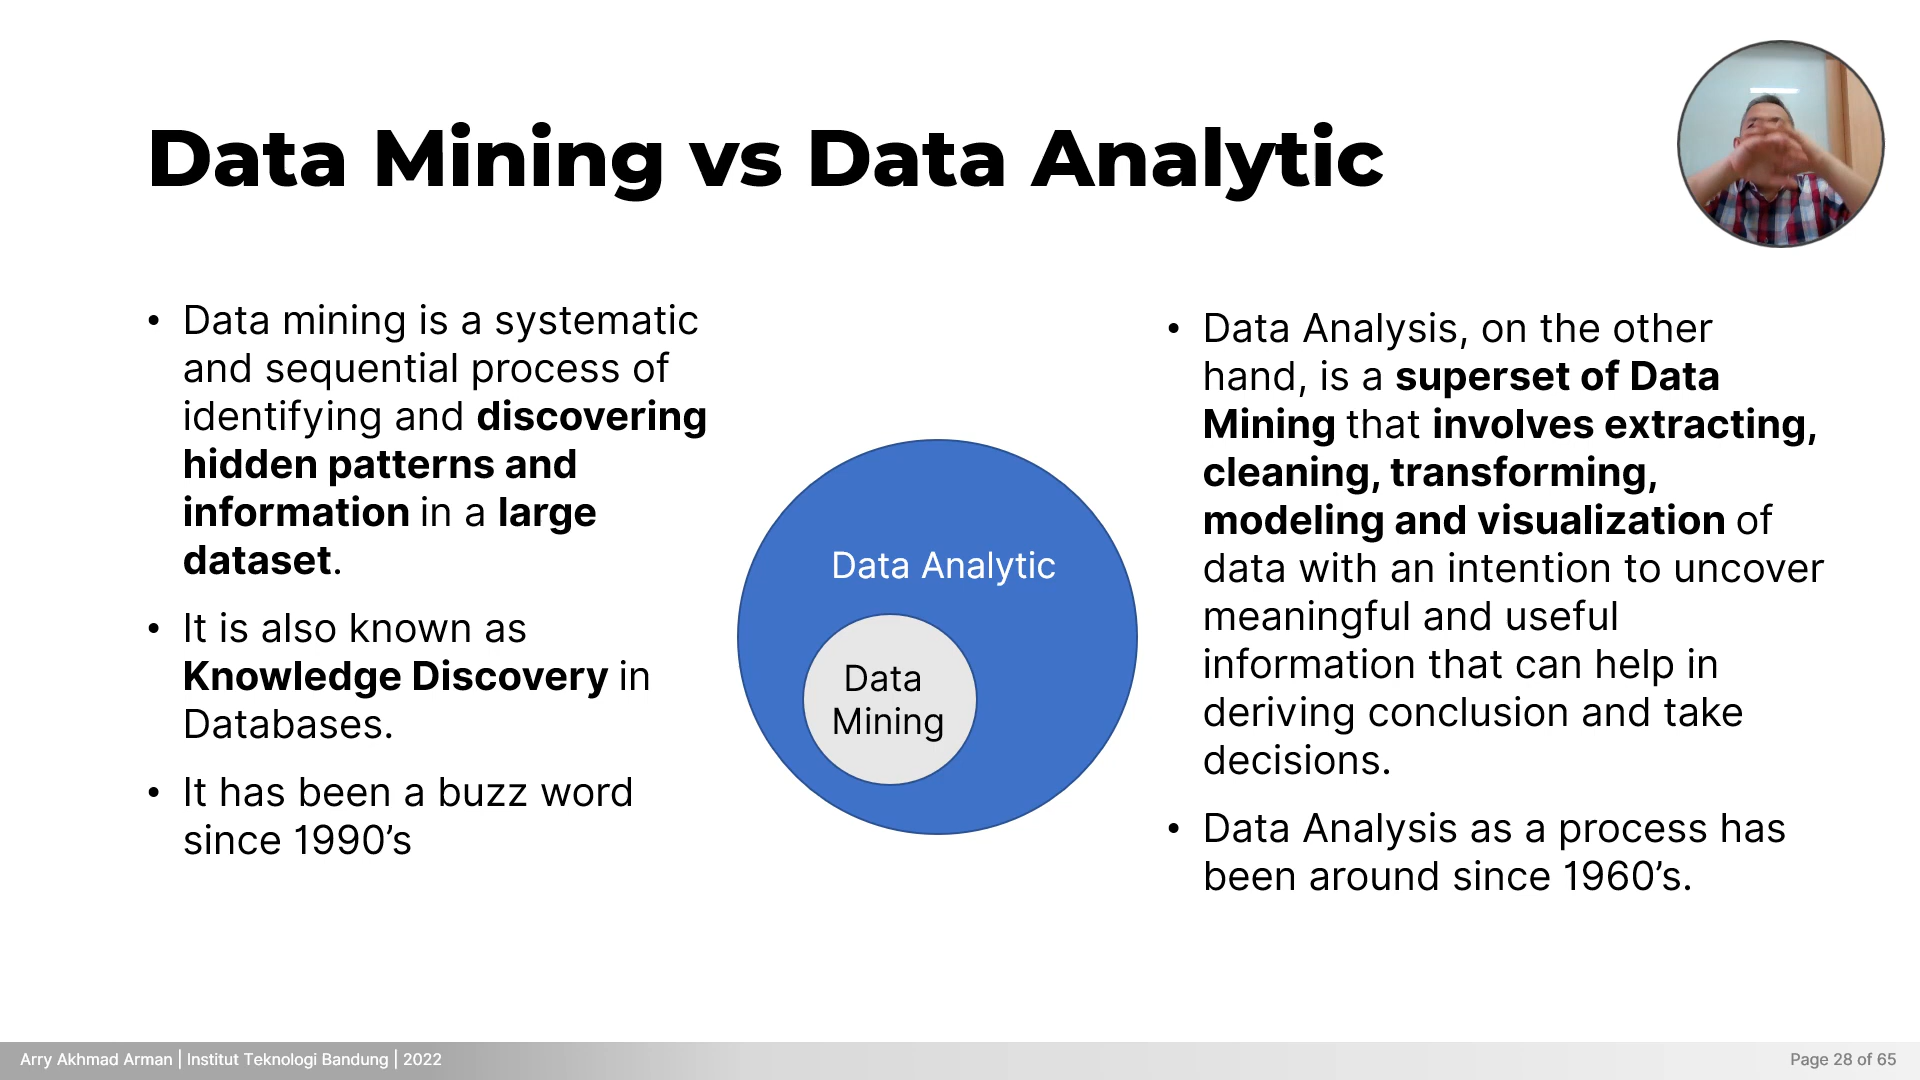 Data Mining vs Data Analytic
• Data mining is a systematic
and sequential process of
identifying and discovering
hidden patterns and
information in a large
dataset.
• It is also known as
Knowledge Discovery in
Databases.
• It has been a buzz word
since 1990’s
Data Analytic
Data
Mining
• Data Analysis, on the other
hand, is a superset of Data
Mining that involves extracting,
cleaning, transforming,
modeling and visualization of
data with an intention to uncover
meaningful and useful
information that can help in
deriving conclusion and take
decisions.
• Data Analysis as a process has
been around since 1960’s.
Arry Akhmad Arman | Institut Teknologi Bandung | 2022
Page 28 of 65